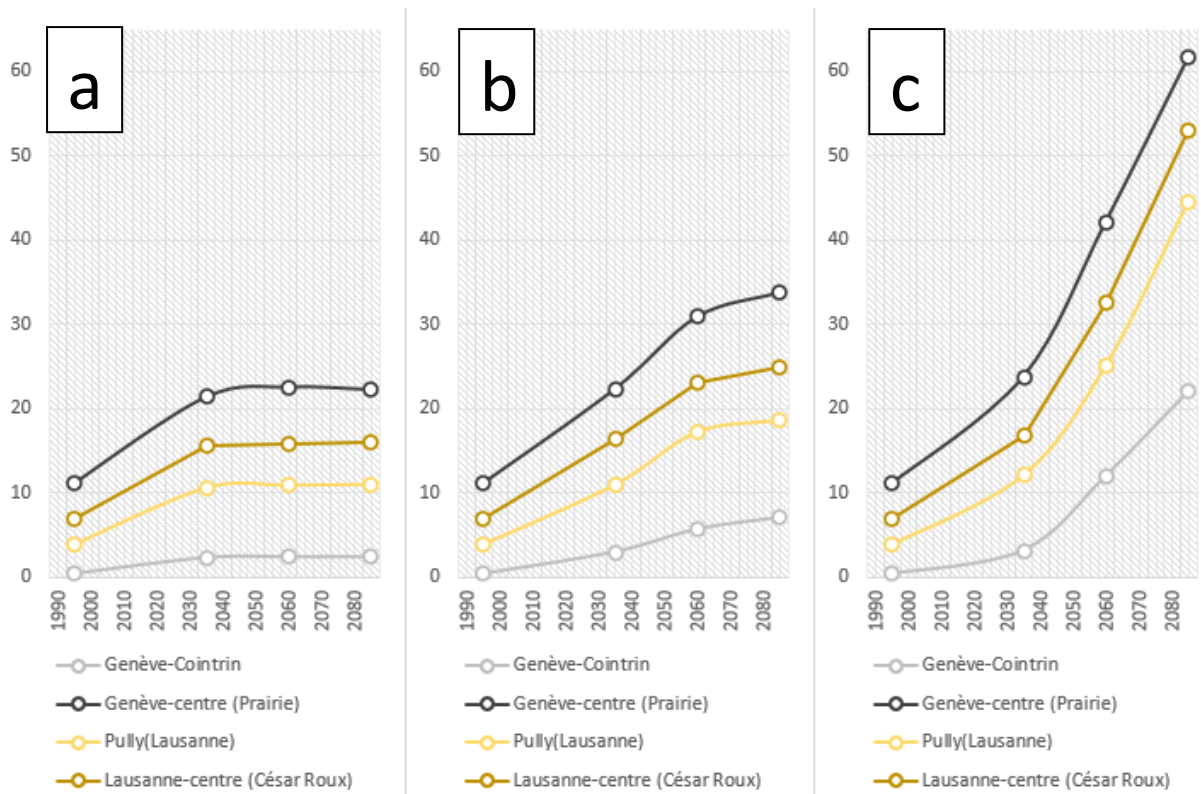 a
60
50
40
30
20
10
0
1990 2000 2010 2020 2030 2040 2050 2060 2070 2080
Genève-Cointrin
Genève-centre (Prairie)
Pully(Lausanne)
Lausanne-centre (César Roux)
b
60
50
40
30
20
10
0
1990 2000 2010 2020 2030 2040 2050 2060 2070 2080
Genève-Cointrin
Genève-centre (Prairie)
Pully(Lausanne)
Lausanne-centre (César Roux)
c
60
50
40
30
20
10
0
1990 2000 2010 2020 2030 2040 2050 2060 2070 2080
Genève-Cointrin
Genève-centre (Prairie)
Pully(Lausanne)
Lausanne-centre (César Roux)